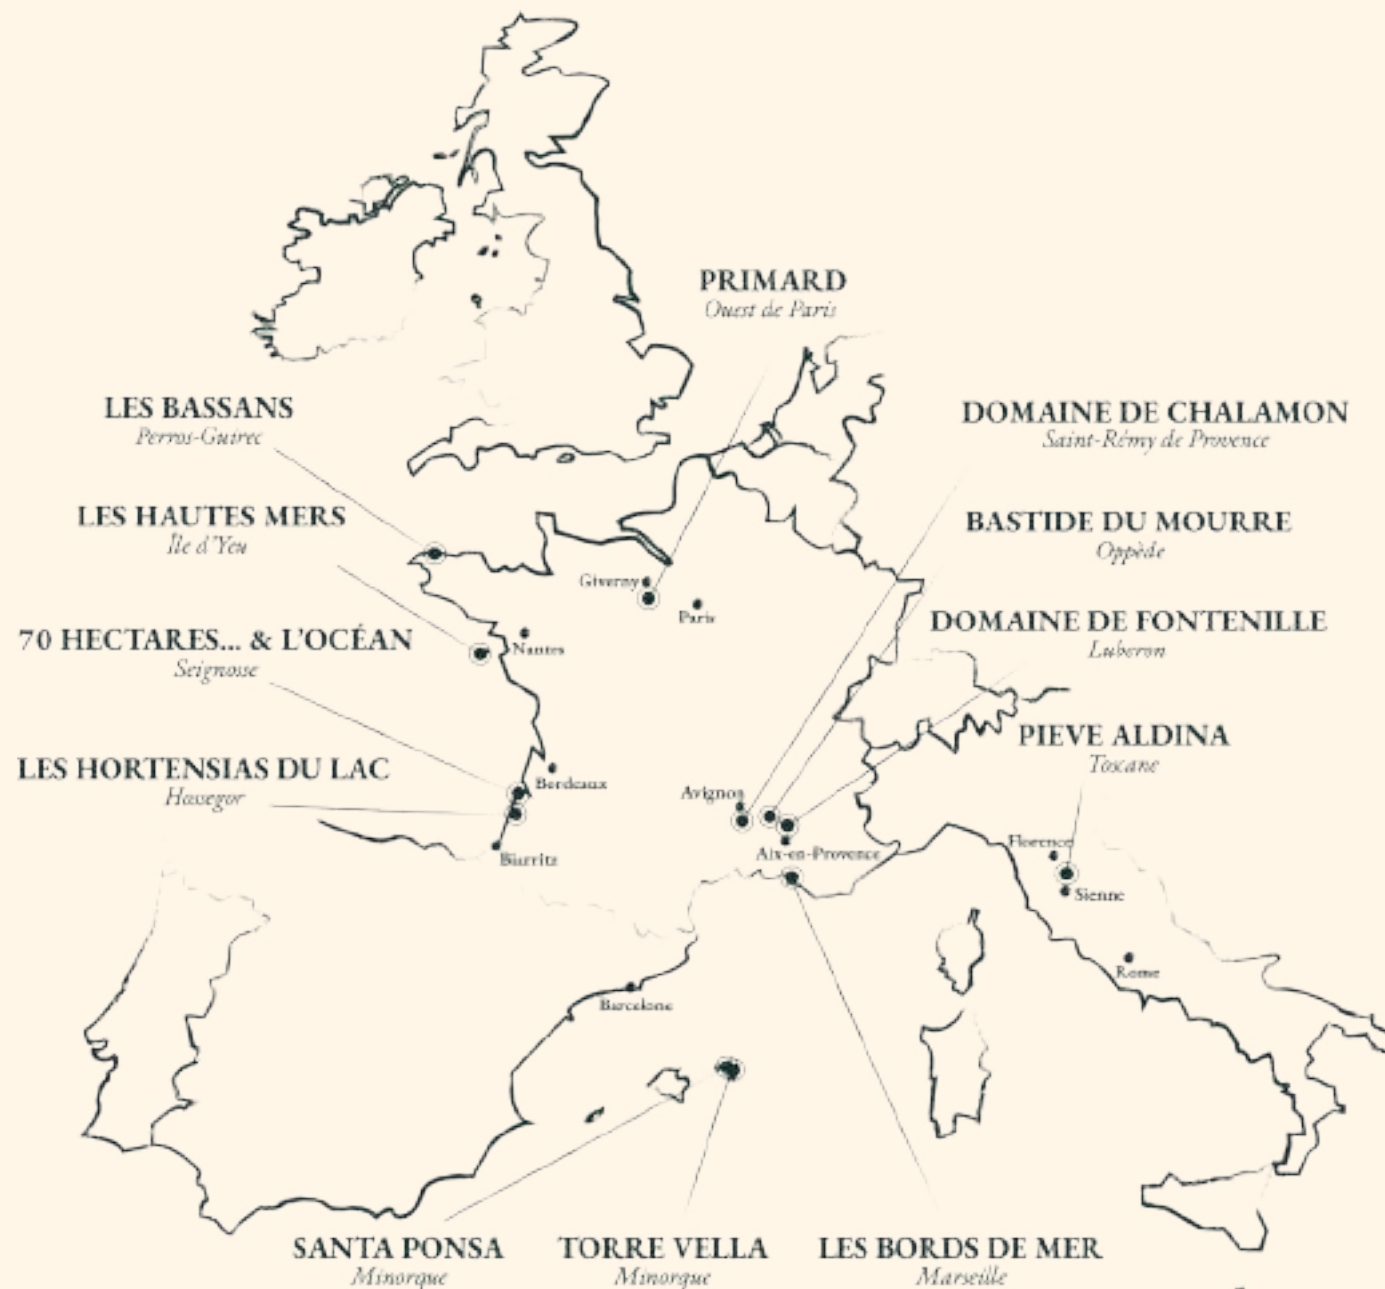 PRIMARD
Ouest de Paris
LES BASSANS
Perros-Guirec
DOMAINE DE CHALAMON
Saint-Rémy de Provence
LES HAUTES MERS
Île d'Yeu
BASTIDE DU MOURRE
Oppède
Giverny
Paris
70 HECTARES... & L'OCÉAN
Seignosse
Nantes
DOMAINE DE FONTENILLE
Luberon
PIEVE ALDINA
Toscane
LES HORTENSIAS DU LAC
Hossegor
Bordeaux
Avignon
Biarritz
Aix-en-Provence
Florence
Sienne
Rome
Barcelone
SANTA PONSA
Minorque
TORRE VELLA
Minorque
LES BORDS DE MER
Marseille